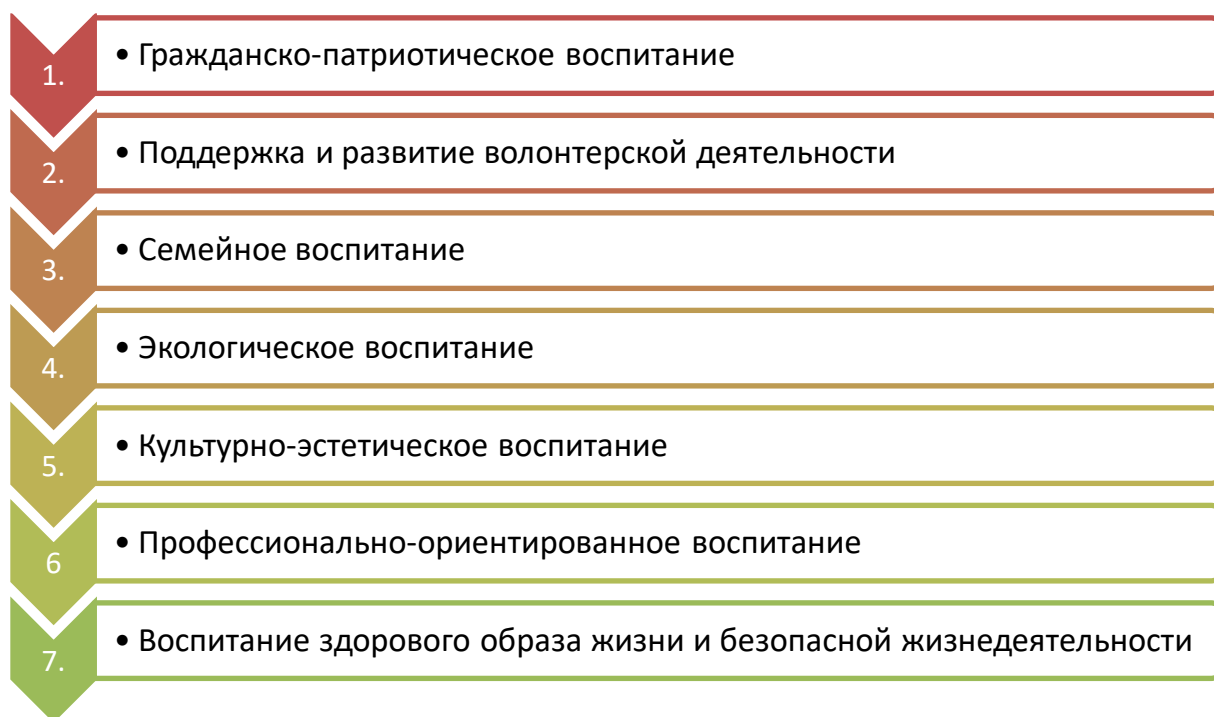 1. • Гражданско-патриотическое воспитание
2. • Поддержка и развитие волонтерской деятельности
3. • Семейное воспитание
4. • Экологическое воспитание
5. • Культурно-эстетическое воспитание
6 • Профессионально-ориентированное воспитание
7. • Воспитание здорового образа жизни и безопасной жизнедеятельности